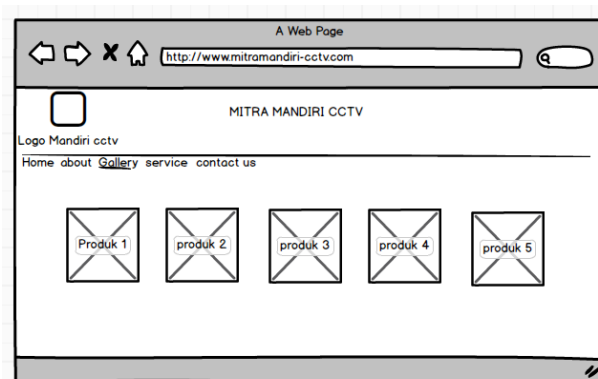 A Web Page
http://www.mitramandiri-cctv.com
MITRA MANDIRI CCTV
Logo Mandiri cctv
Home about Gallery service contact us
Produk 1 produk 2 produk 3 produk 4 produk 5